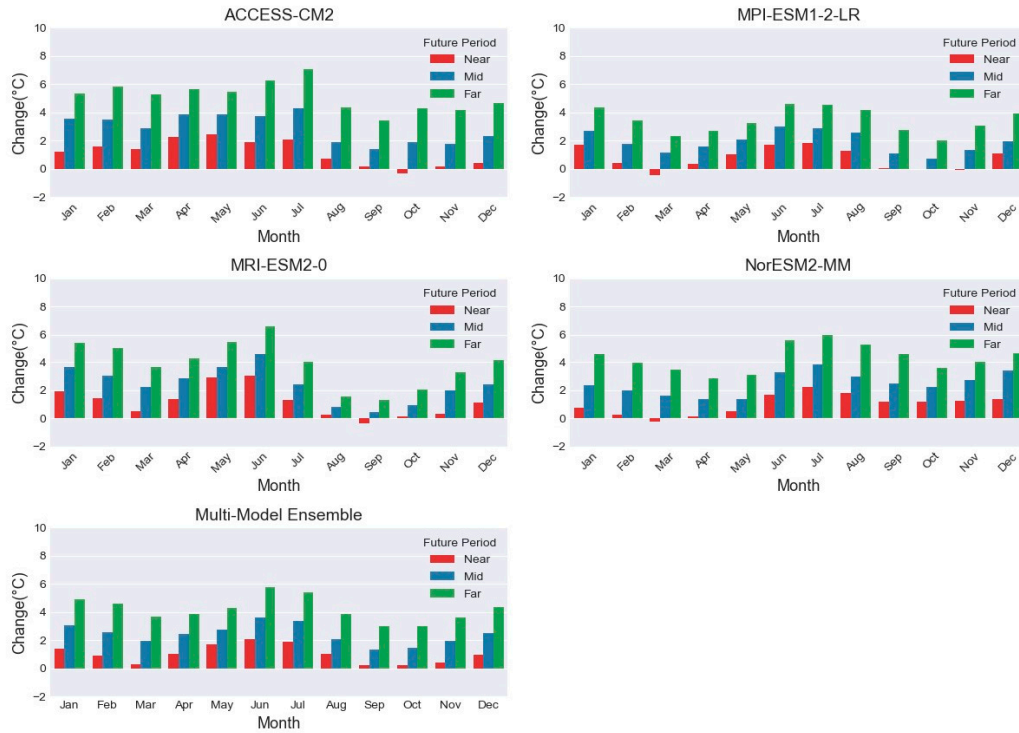 ACCESS-CM2
Change(°C)
10
8
6
4
2
0
−2
Future Period
Near
Mid
Far
Jan Feb Mar Apr May Jun Jul Aug Sep Oct Nov Dec
Month
MPI-ESM1-2-LR
Change(°C)
10
8
6
4
2
0
−2
Future Period
Near
Mid
Far
Jan Feb Mar Apr May Jun Jul Aug Sep Oct Nov Dec
Month
MRI-ESM2-0
Change(°C)
10
8
6
4
2
0
−2
Future Period
Near
Mid
Far
Jan Feb Mar Apr May Jun Jul Aug Sep Oct Nov Dec
Month
NorESM2-MM
Change(°C)
10
8
6
4
2
0
−2
Future Period
Near
Mid
Far
Jan Feb Mar Apr May Jun Jul Aug Sep Oct Nov Dec
Month
Multi-Model Ensemble
Change(°C)
10
8
6
4
2
0
−2
Future Period
Near
Mid
Far
Jan Feb Mar Apr May Jun Jul Aug Sep Oct Nov Dec
Month